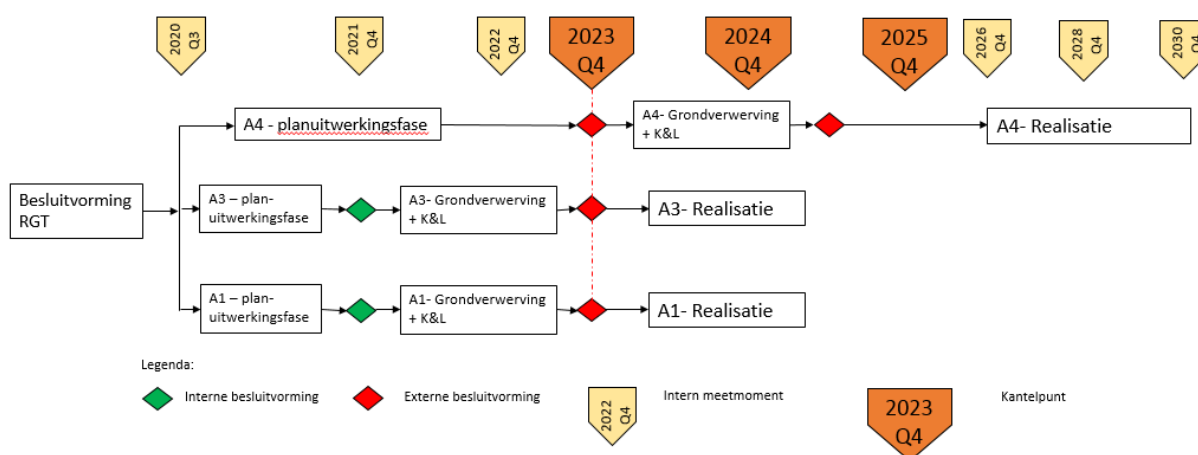 2020
Q3
2021
Q4
2022
Q4
2023
Q4
2024
Q4
2025
Q4
2026
Q4
2028
Q4
2030
Q4
A4 - planuitwerkingsfase
A4- Grondverwerving
+ K&L
A4- Realisatie
Besluitvorming
RGT
A3 – plan-
uitwerkingsfase
A3- Grondverwerving
+ K&L
A3- Realisatie
A1 – plan-
uitwerkingsfase
A1- Grondverwerving
+ K&L
A1- Realisatie
Legenda:
Interne besluitvorming
Externe besluitvorming
2022
Q4
Intern meetmoment
2023
Q4
Kantelpunt